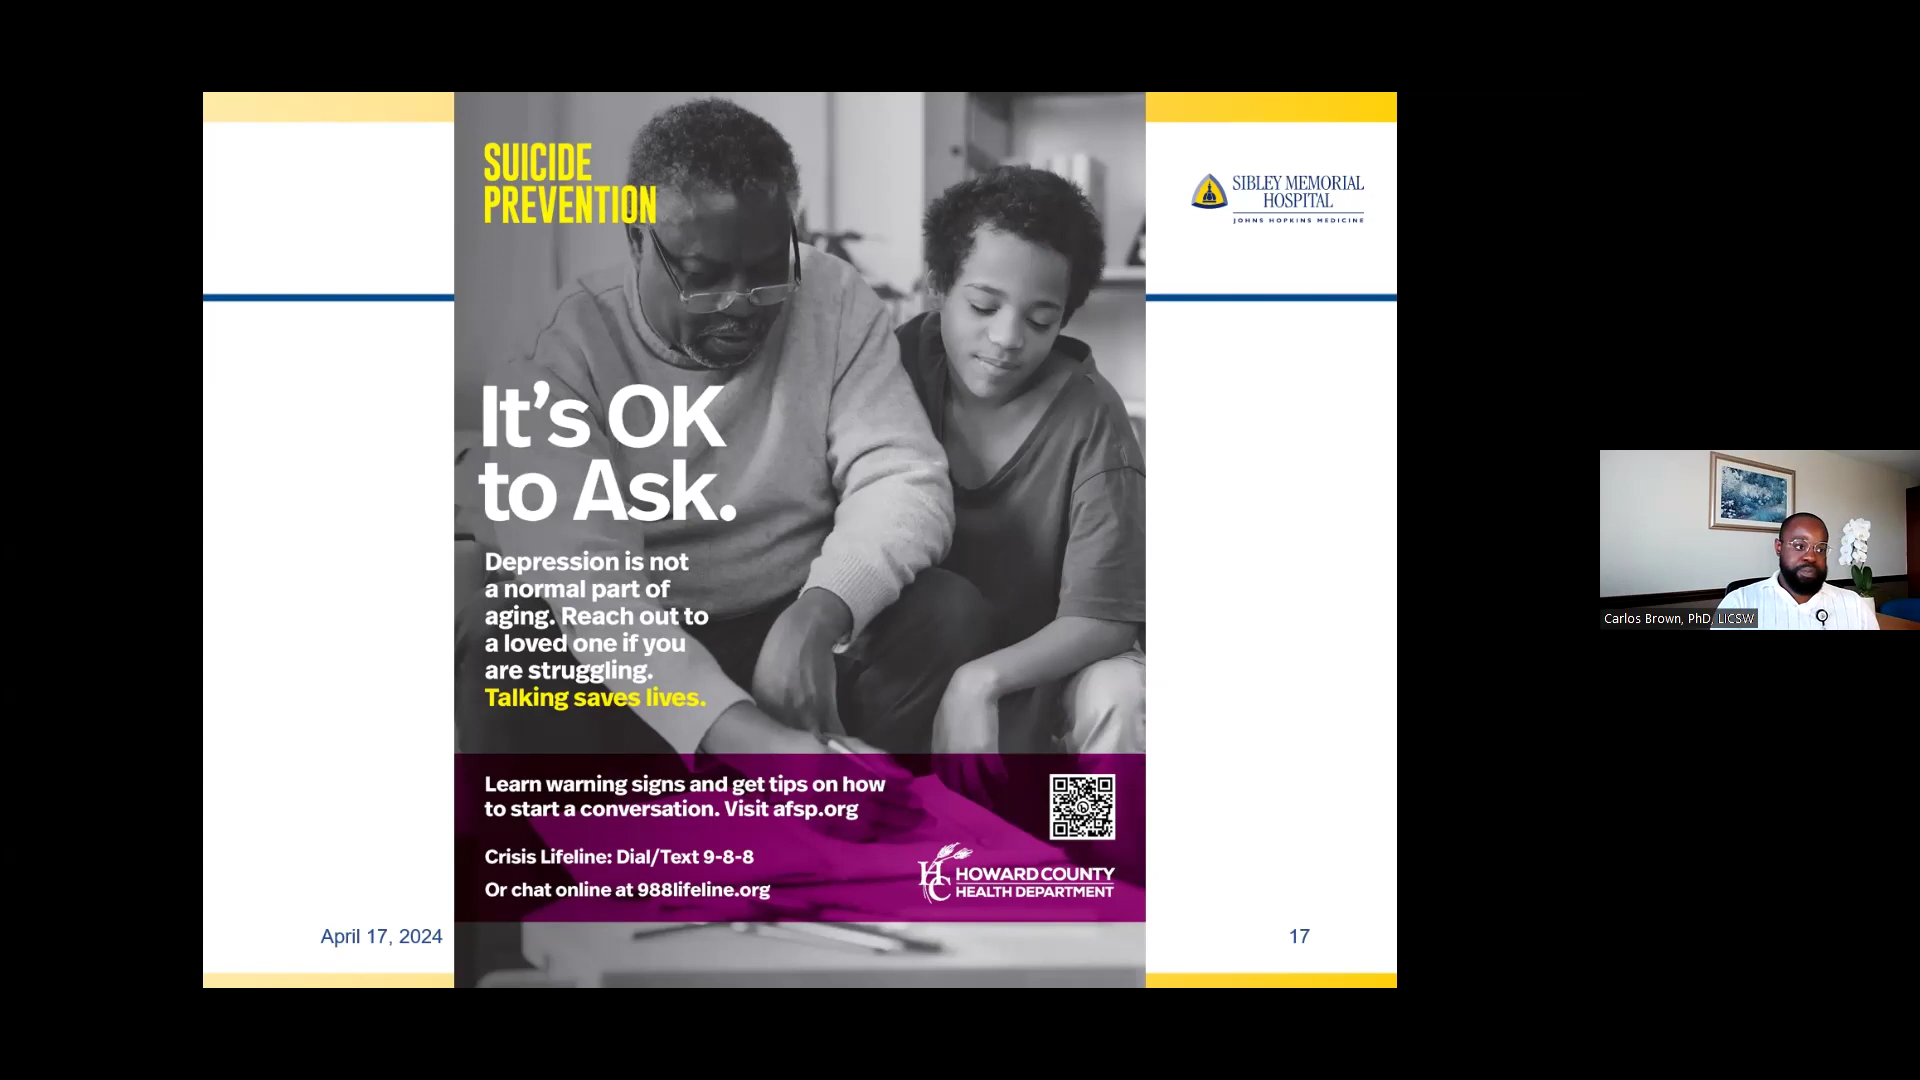 SUICIDE
PREVENTION
SIBLEY MEMORIAL
HOSPITAL
JOHNS HOPKINS MEDICINE
It’s OK
to Ask.
Depression is not
a normal part of
aging. Reach out to
a loved one if you
are struggling.
Talking saves lives.
Learn warning signs and get tips on how
to start a conversation. Visit afsp.org
Crisis Lifeline: Dial/Text 9-8-8
Or chat online at 988lifeline.org
HC HOWARD COUNTY
HEALTH DEPARTMENT
April 17, 2024
17
Carlos Brown, PhD, LICSW